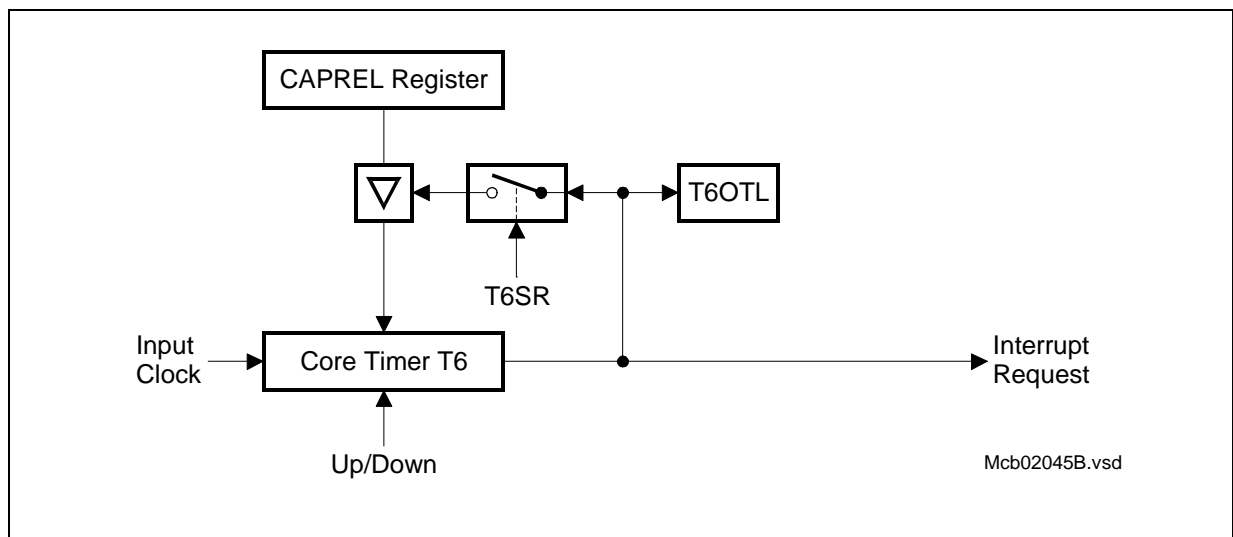 CAPREL Register
T6OTL
T6SR
Input
Clock
Core Timer T6
Interrupt
Request
Up/Down
Mcb02045B.vsd